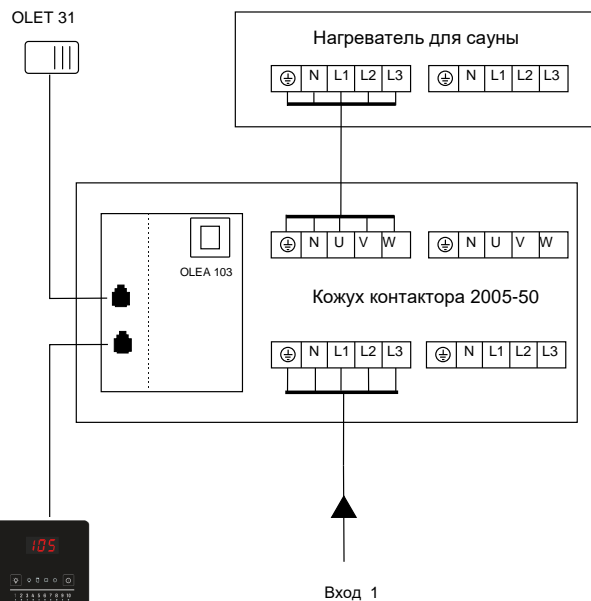 OLET 31
Нагреватель для сауны
N L1 L2 L3
N L1 L2 L3
N U V W
N U V W
OLEA 103
Кожух контактора 2005-50
N L1 L2 L3
N L1 L2 L3
105
1 2 3 4 5 6 7 8 9 10
Вход 1